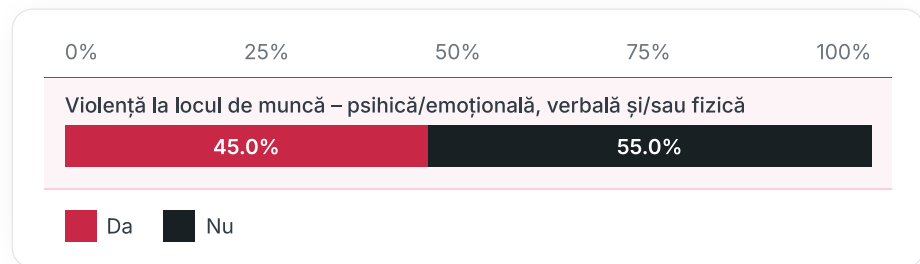 0% 25% 50% 75% 100%
Violență la locul de muncă – psihică/emoțională, verbală și/sau fizică
45.0% 55.0%
Da Nu